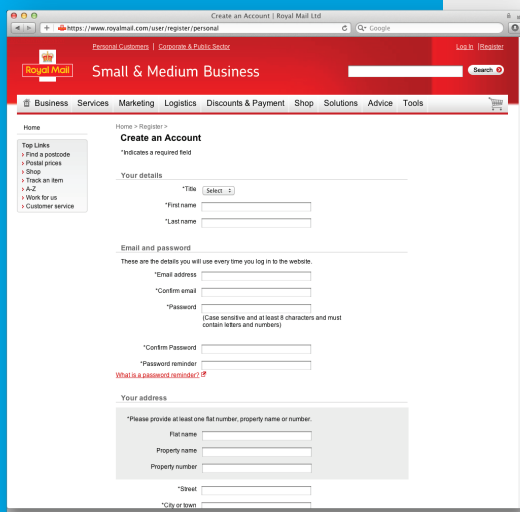 Create an Account | Royal Mail Ltd
https://www.royalmail.com/user/register/personal
Google
Personal Customers | Corporate & Public Sector
Log In | Register
Royal Mail
Small & Medium Business
Search
Business Services Marketing Logistics Discounts & Payment Shop Solutions Advice Tools
Home
Top Links
Find a postcode
Postal prices
Shop
Track an item
A-Z
Work for us
Customer service
Home > Register >
Create an Account
*Indicates a required field
Your details
*Title Select
*First name
*Last name
Email and password
These are the details you will use every time you log in to the website.
*Email address
*Confirm email
*Password
(Case sensitive and at least 8 characters and must
contain letters and numbers)
*Confirm Password
*Password reminder
What is a password reminder?
Your address
*Please provide at least one flat number, property name or number.
Flat name
Property name
Property number
*Street
*City or town